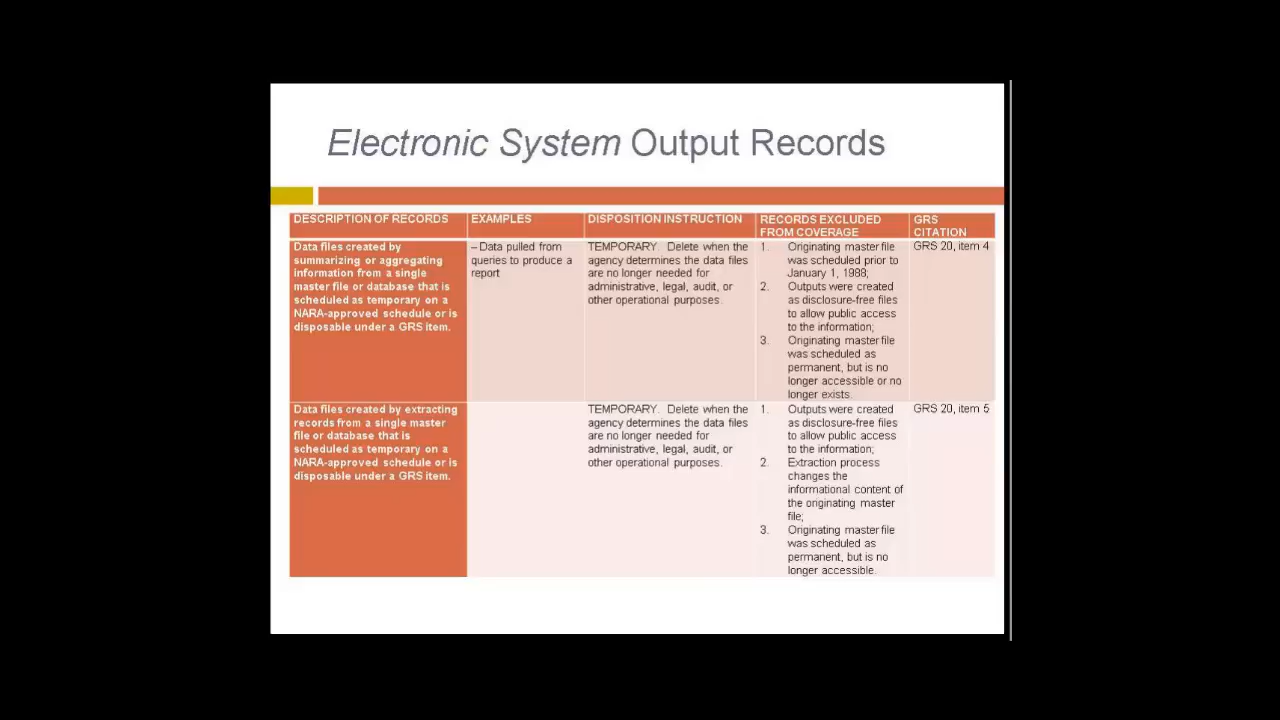 Electronic System Output Records
DESCRIPTION OF RECORDS
EXAMPLES
DISPOSITION INSTRUCTION
RECORDS EXCLUDED
FROM COVERAGE
GRS
CITATION
Data files created by
summarizing or aggregating
information from a single
master file or database that is
scheduled as temporary on a
NARA-approved schedule or is
disposable under a GRS item.
– Data pulled from
queries to produce a
report
TEMPORARY. Delete when the
agency determines the data files
are no longer needed for
administrative, legal, audit, or
other operational purposes.
1. Originating master file
was scheduled prior to
January 1, 1988;
2. Outputs were created
as disclosure-free files
to allow public access
to the information;
3. Originating master file
was scheduled as
permanent, but is no
longer accessible or no
longer exists.
GRS 20, item 4
Data files created by extracting
records from a single master
file or database that is
scheduled as temporary on a
NARA-approved schedule or is
disposable under a GRS item.
TEMPORARY. Delete when the
agency determines the data files
are no longer needed for
administrative, legal, audit, or
other operational purposes.
1. Outputs were created
as disclosure-free files
to allow public access
to the information;
2. Extraction process
changes the
informational content of
the originating master
file;
3. Originating master file
was scheduled as
permanent, but is no
longer accessible.
GRS 20, item 5